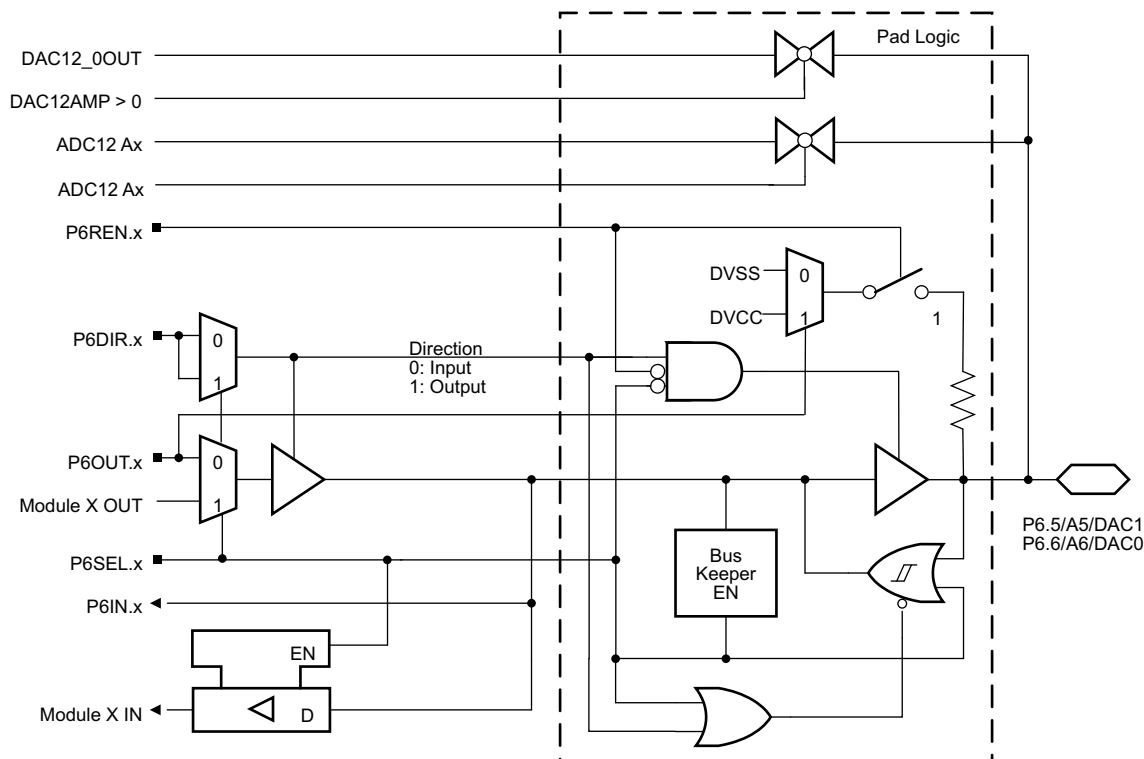 Pad Logic
DAC12_0OUT
DAC12AMP > 0
ADC12 Ax
ADC12 Ax
P6REN.x
DVSS
0
DVCC
1
1
P6DIR.x
0
1
Direction
0: Input
1: Output
P6OUT.x
0
Module X OUT
1
P6.5/A5/DAC1
P6.6/A6/DAC0
P6SEL.x
Bus
Keeper
EN
P6IN.x
EN
Module X IN
D